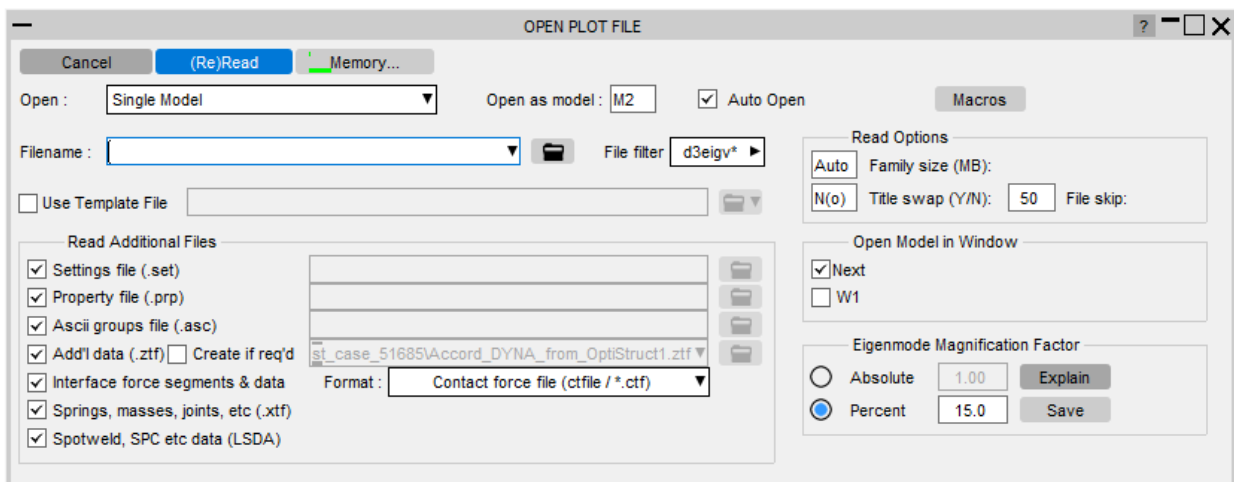 OPEN PLOT FILE ?
Cancel (Re)Read Memory...
Open : Single Model Open as model : M2 Auto Open Macros
Filename : File filter d3eigv*
Use Template File
Read Options
Auto Family size (MB):
N(o) Title swap (Y/N): 50 File skip:
Read Additional Files
Settings file (.set)
Property file (.prp)
Ascii groups file (.asc)
Add'l data (.ztf) Create if req'd st_case_51685\Accord_DYNA_from_OptiStruct1.ztf
Interface force segments & data Format : Contact force file (ctfile / *.ctf)
Springs, masses, joints, etc (.xtf)
Spotweld, SPC etc data (LSDA)
Open Model in Window
Next
W1
Eigenmode Magnification Factor
Absolute 1.00 Explain
Percent 15.0 Save